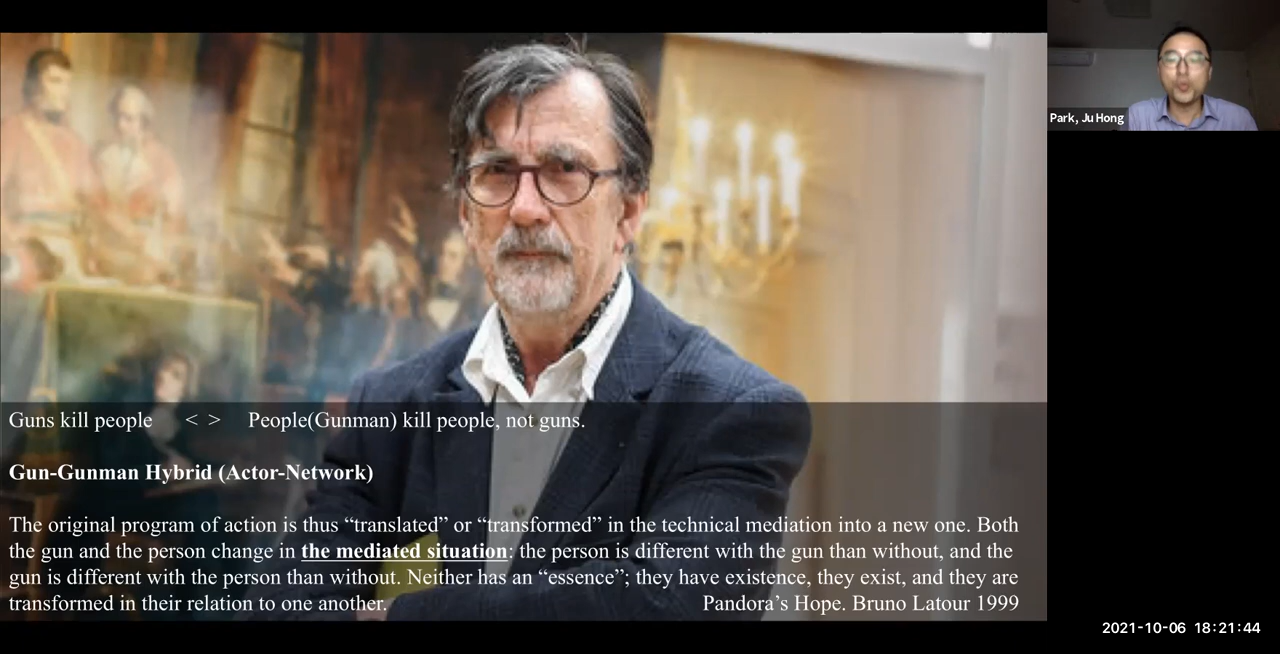 Park, Ju Hong
Guns kill people < > People(Gunman) kill people, not guns.
Gun-Gunman Hybrid (Actor-Network)
The original program of action is thus “translated” or “transformed” in the technical mediation into a new one. Both
the gun and the person change in the mediated situation: the person is different with the gun than without, and the
gun is different with the person than without. Neither has an “essence”; they have existence, they exist, and they are
transformed in their relation to one another. Pandora’s Hope. Bruno Latour 1999
2021-10-06 18:21:44